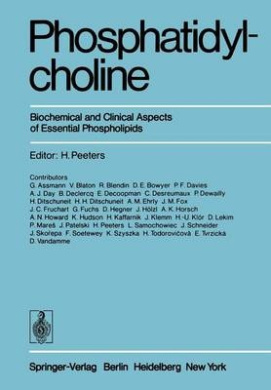 Phosphatidyl-
choline
Biochemical and Clinical Aspects
of Essential Phospholipids
Editor: H. Peeters
Contributors
G. Assmann V. Blaton R. Blendin D. E. Bowyer P. F. Davies
A. J. Day B. Declercq E. Decoopman C. Desreumaux P. Dewailly
H. Ditschuneit H. H. Ditschuneit A. M. Ehrly J. M. Fox
J. C. Fruchart G. Fuchs D. Hegner J. Hölzl A. K. Horsch
A. N. Howard K. Hudson H. Kaffarnik J. Klemm H.-U. Klör D. Lekim
P. Mareš J. Patelski H. Peeters L. Samochowiec J. Schneider
J. Skořepa F. Soetewey K. Szyszka H. Todorovičová E. Tvrzická
D. Vandamme
Springer-Verlag Berlin Heidelberg New York